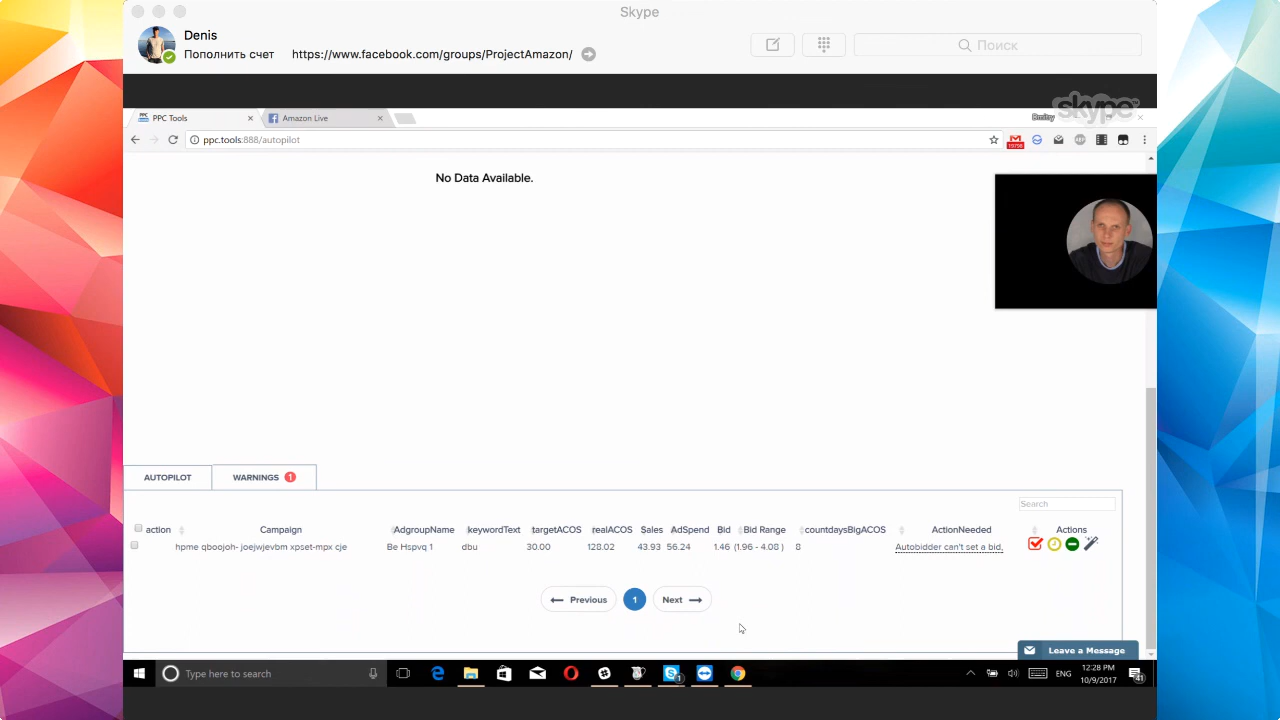 Skype
Denis
Пополнить счет https://www.facebook.com/groups/ProjectAmazon/
Поиск
skype
PPC Tools
Amazon Live
Dmitry
ppc.tools:888/autopilot
No Data Available.
AUTOPILOT
WARNINGS 1
Search
action Campaign AdgroupName keywordText targetACOS realACOS Sales AdSpend Bid Bid Range countdaysBigACOS ActionNeeded Actions
hpme qboojoh- joejwjevbm xpset-mpx cje Be Hspvq 1 dbu 30.00 128.02 43.93 56.24 1.46 (1.96 - 4.08 ) 8 Autobidder can't set a bid,
Previous 1 Next
Leave a Message
Type here to search
ENG
12:28 PM
10/9/2017
41